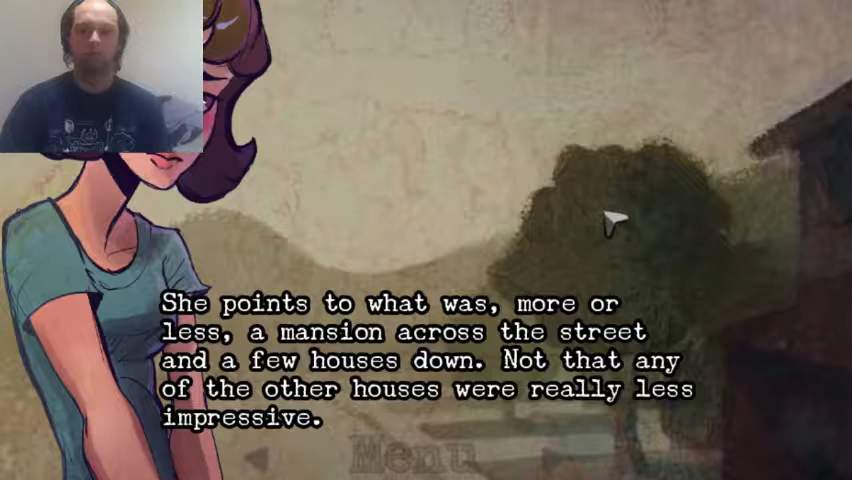 She points to what was, more or
less, a mansion across the street
and a few houses down. Not that any
of the other houses were really less
impressive.
Menu